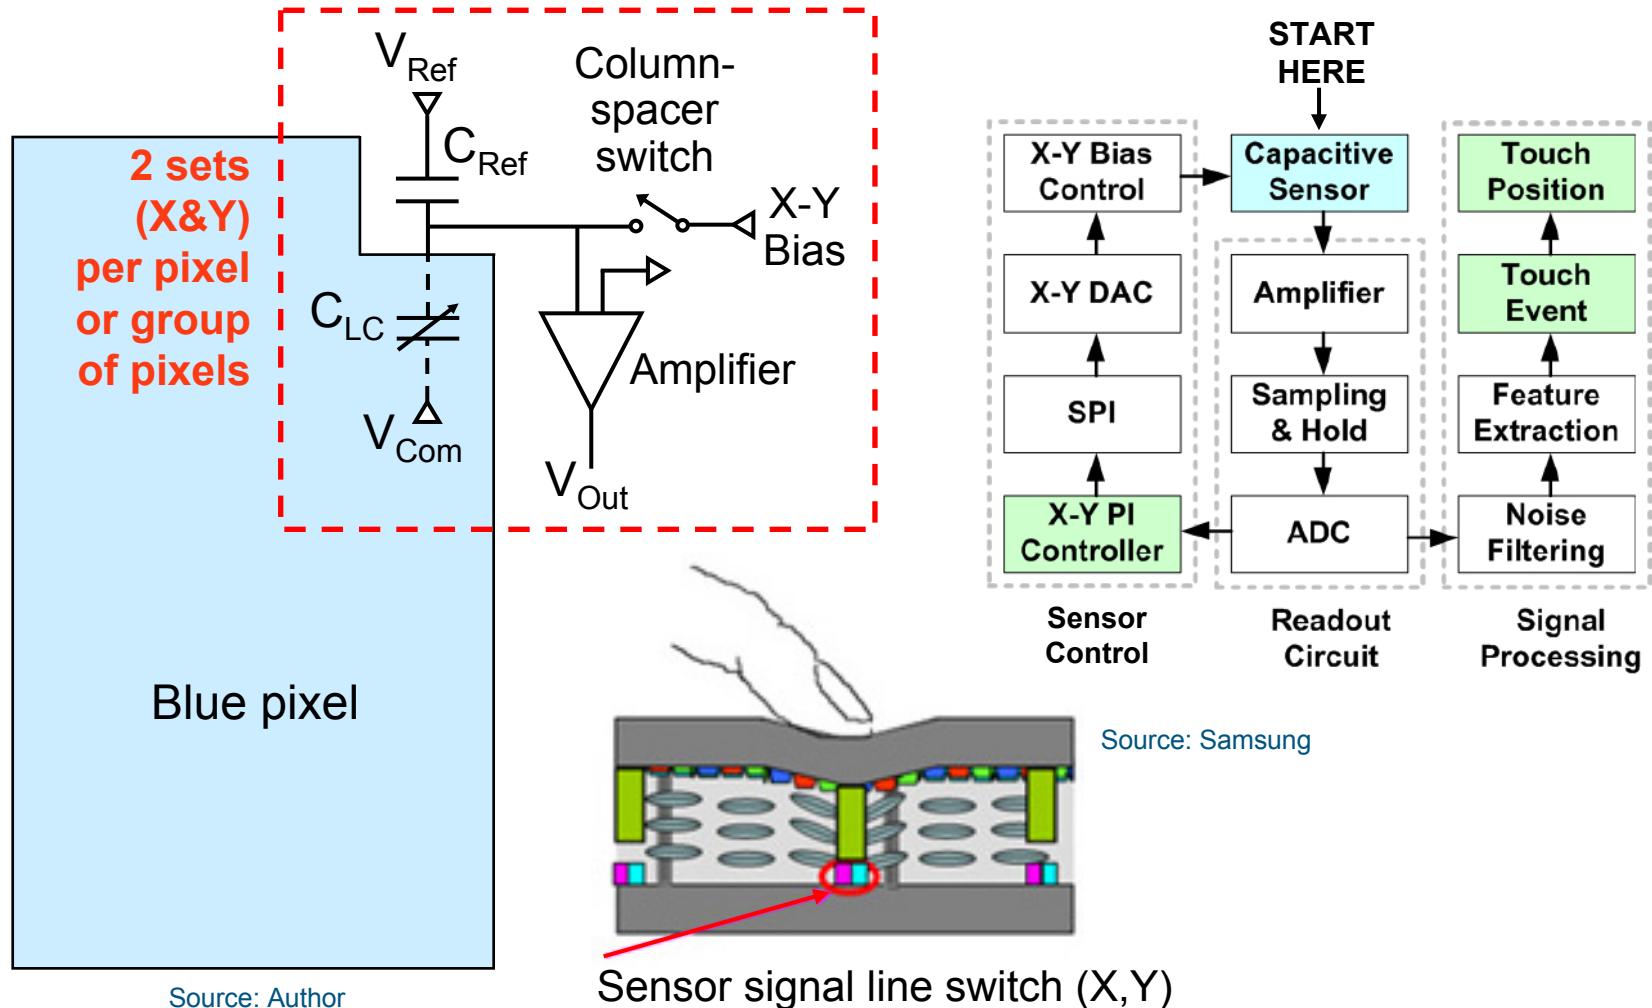 V_Ref
C_Ref
Column-
spacer
switch
2 sets
(X&Y)
per pixel
or group
of pixels
X-Y
Bias
C_LC
Amplifier
V_Com
V_Out
Blue pixel
Source: Author
START
HERE
X-Y Bias
Control
X-Y DAC
SPI
X-Y PI
Controller
Sensor
Control
Capacitive
Sensor
Amplifier
Sampling
& Hold
ADC
Readout
Circuit
Touch
Position
Touch
Event
Feature
Extraction
Noise
Filtering
Signal
Processing
Source: Samsung
Sensor signal line switch (X,Y)